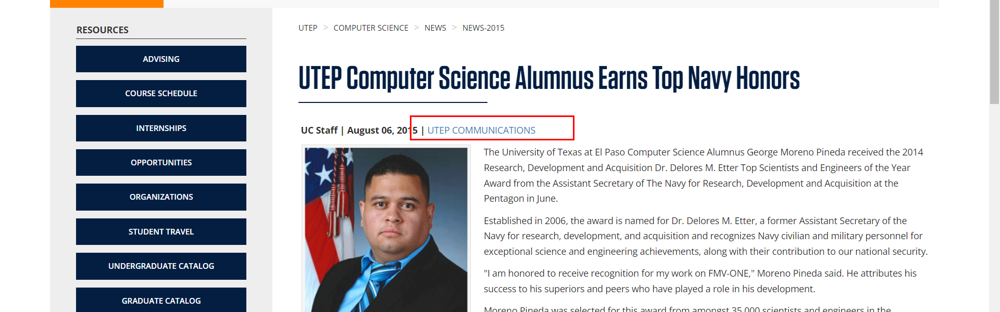 RESOURCES
ADVISING
COURSE SCHEDULE
INTERNSHIPS
OPPORTUNITIES
ORGANIZATIONS
STUDENT TRAVEL
UNDERGRADUATE CATALOG
GRADUATE CATALOG
UTEP > COMPUTER SCIENCE > NEWS > NEWS-2015
UTEP Computer Science Alumnus Earns Top Navy Honors
UC Staff | August 06, 2015 | UTEP COMMUNICATIONS
The University of Texas at El Paso Computer Science Alumnus George Moreno Pineda received the 2014
Research, Development and Acquisition Dr. Delores M. Etter Top Scientists and Engineers of the Year
Award from the Assistant Secretary of The Navy for Research, Development and Acquisition at the
Pentagon in June.
Established in 2006, the award is named for Dr. Delores M. Etter, a former Assistant Secretary of the
Navy for research, development, and acquisition and recognizes Navy civilian and military personnel for
exceptional science and engineering achievements, along with their contribution to our national security.
"I am honored to receive recognition for my work on FMV-ONE," Moreno Pineda said. He attributes his
success to his superiors and peers who have played a role in his development.
Moreno Pineda was selected for this award from amongst 35,000 scientists and engineers in the